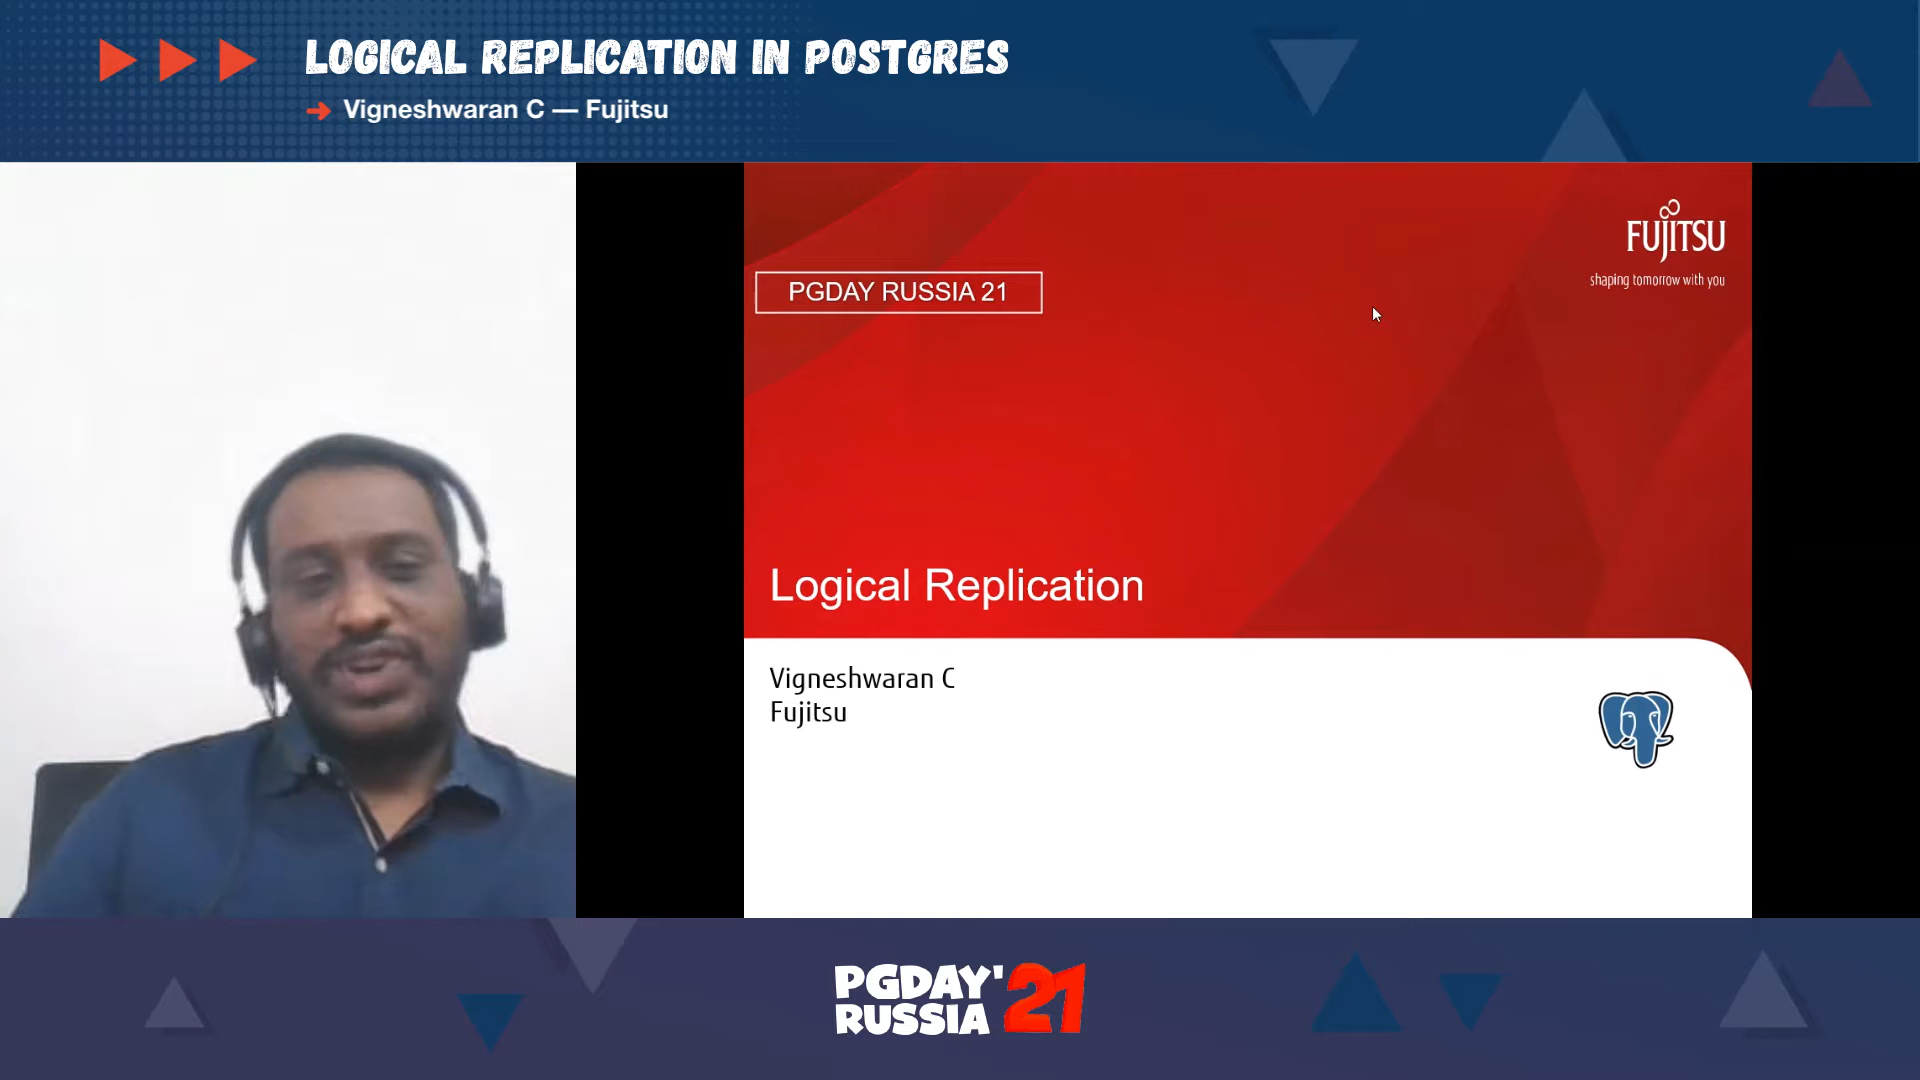 LOGICAL REPLICATION IN POSTGRES
Vigneshwaran C — Fujitsu
FUJITSU
shaping tomorrow with you
PGDAY RUSSIA 21
Logical Replication
Vigneshwaran C
Fujitsu
PGDAY'21
RUSSIA